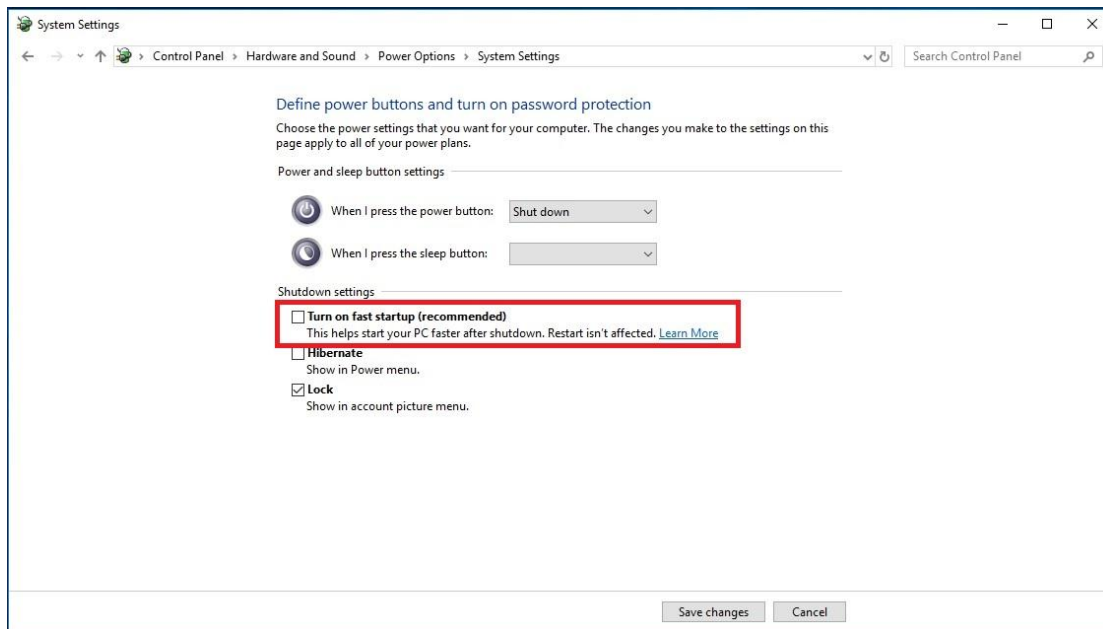 System Settings
Control Panel > Hardware and Sound > Power Options > System Settings
Search Control Panel
Define power buttons and turn on password protection
Choose the power settings that you want for your computer. The changes you make to the settings on this
page apply to all of your power plans.
Power and sleep button settings
When I press the power button: Shut down
When I press the sleep button:
Shutdown settings
Turn on fast startup (recommended)
This helps start your PC faster after shutdown. Restart isn't affected. Learn More
Hibernate
Show in Power menu.
Lock
Show in account picture menu.
Save changes Cancel